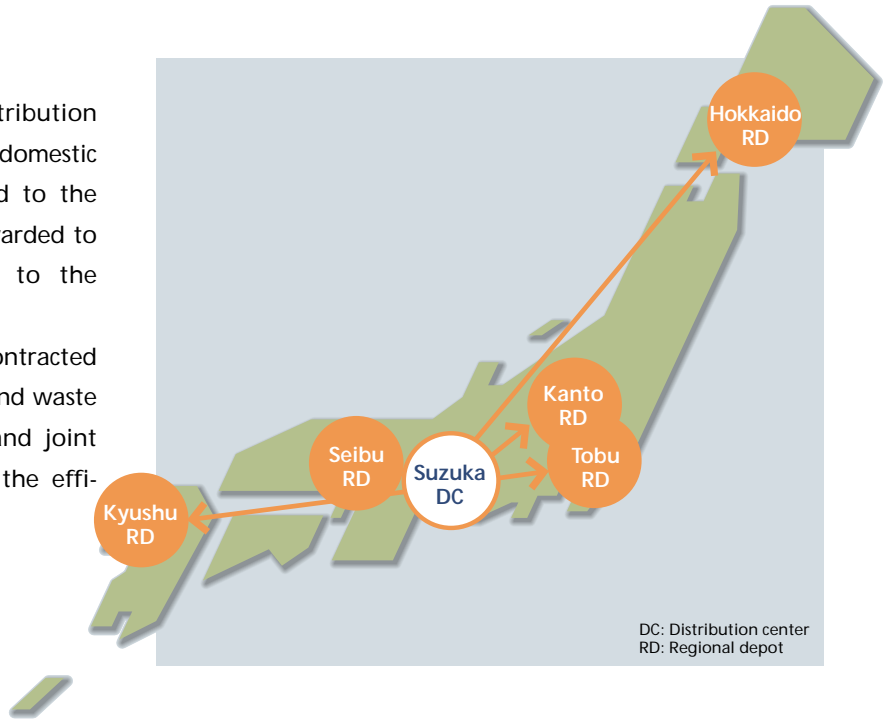 tribution
domestic
d to the
arded to
to the
ontracted
nd waste
and joint
the effi-
Hokkaido
RD
Kanto
RD
Tobu
RD
Seibu
RD
Suzuka
DC
Kyushu
RD
DC: Distribution center
RD: Regional depot